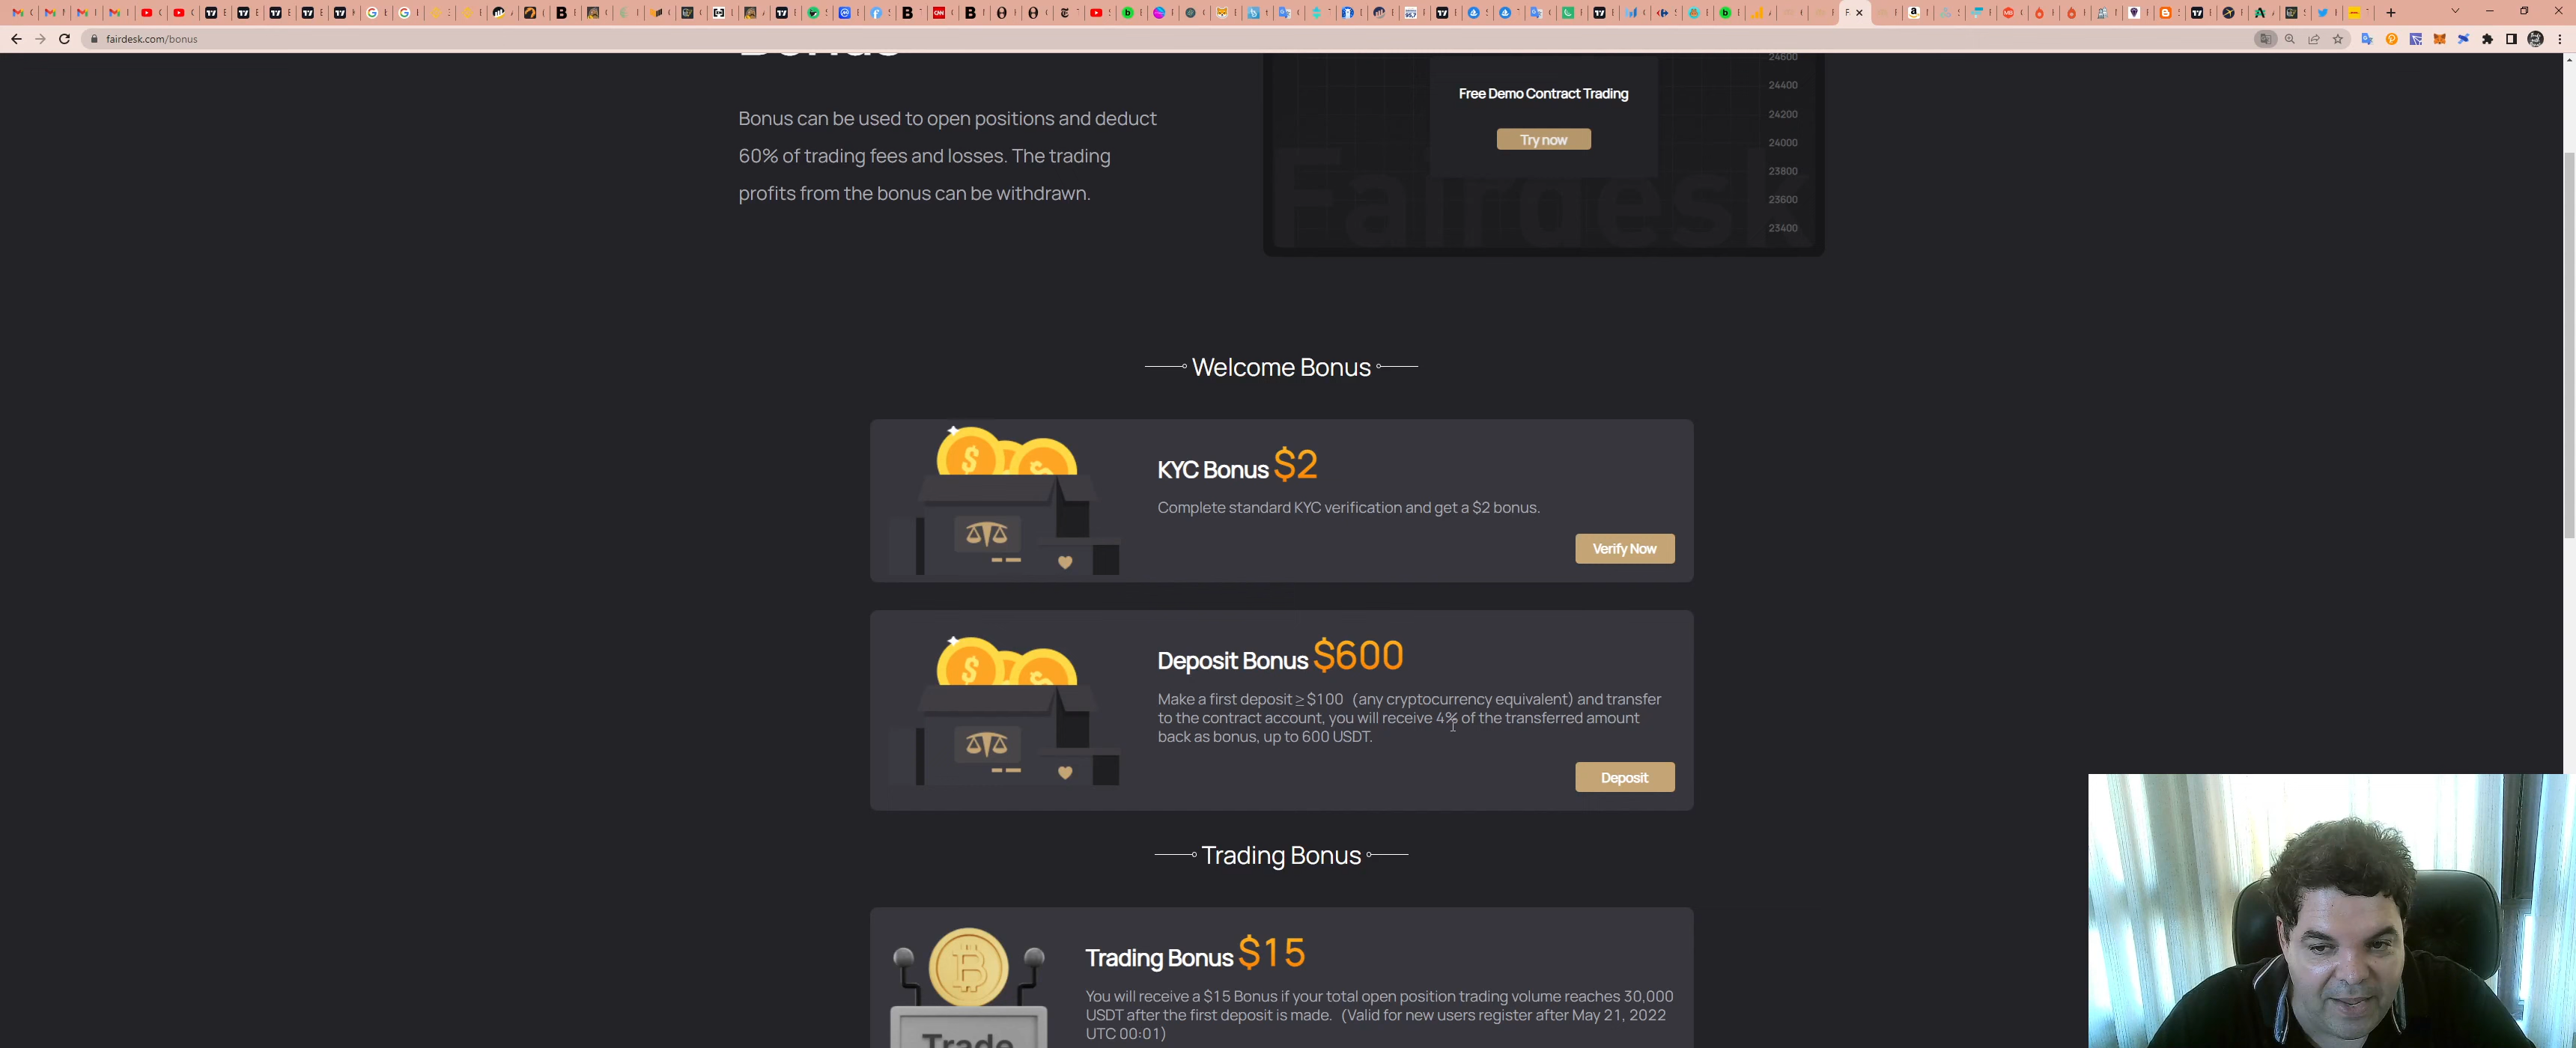 fairdesk.com/bonus
Bonus
Bonus can be used to open positions and deduct
60% of trading fees and losses. The trading
profits from the bonus can be withdrawn.
Free Demo Contract Trading
Try now
Fairdesk
24600
24400
24200
24000
23800
23600
23400
Welcome Bonus
KYC Bonus $2
Complete standard KYC verification and get a $2 bonus.
Verify Now
Deposit Bonus $600
Make a first deposit ≥ $100 (any cryptocurrency equivalent) and transfer
to the contract account, you will receive 4% of the transferred amount
back as bonus, up to 600 USDT.
Deposit
Trading Bonus
Trading Bonus $15
You will receive a $15 Bonus if your total open position trading volume reaches 30,000
USDT after the first deposit is made. (Valid for new users register after May 21, 2022
UTC 00:01)
Trade